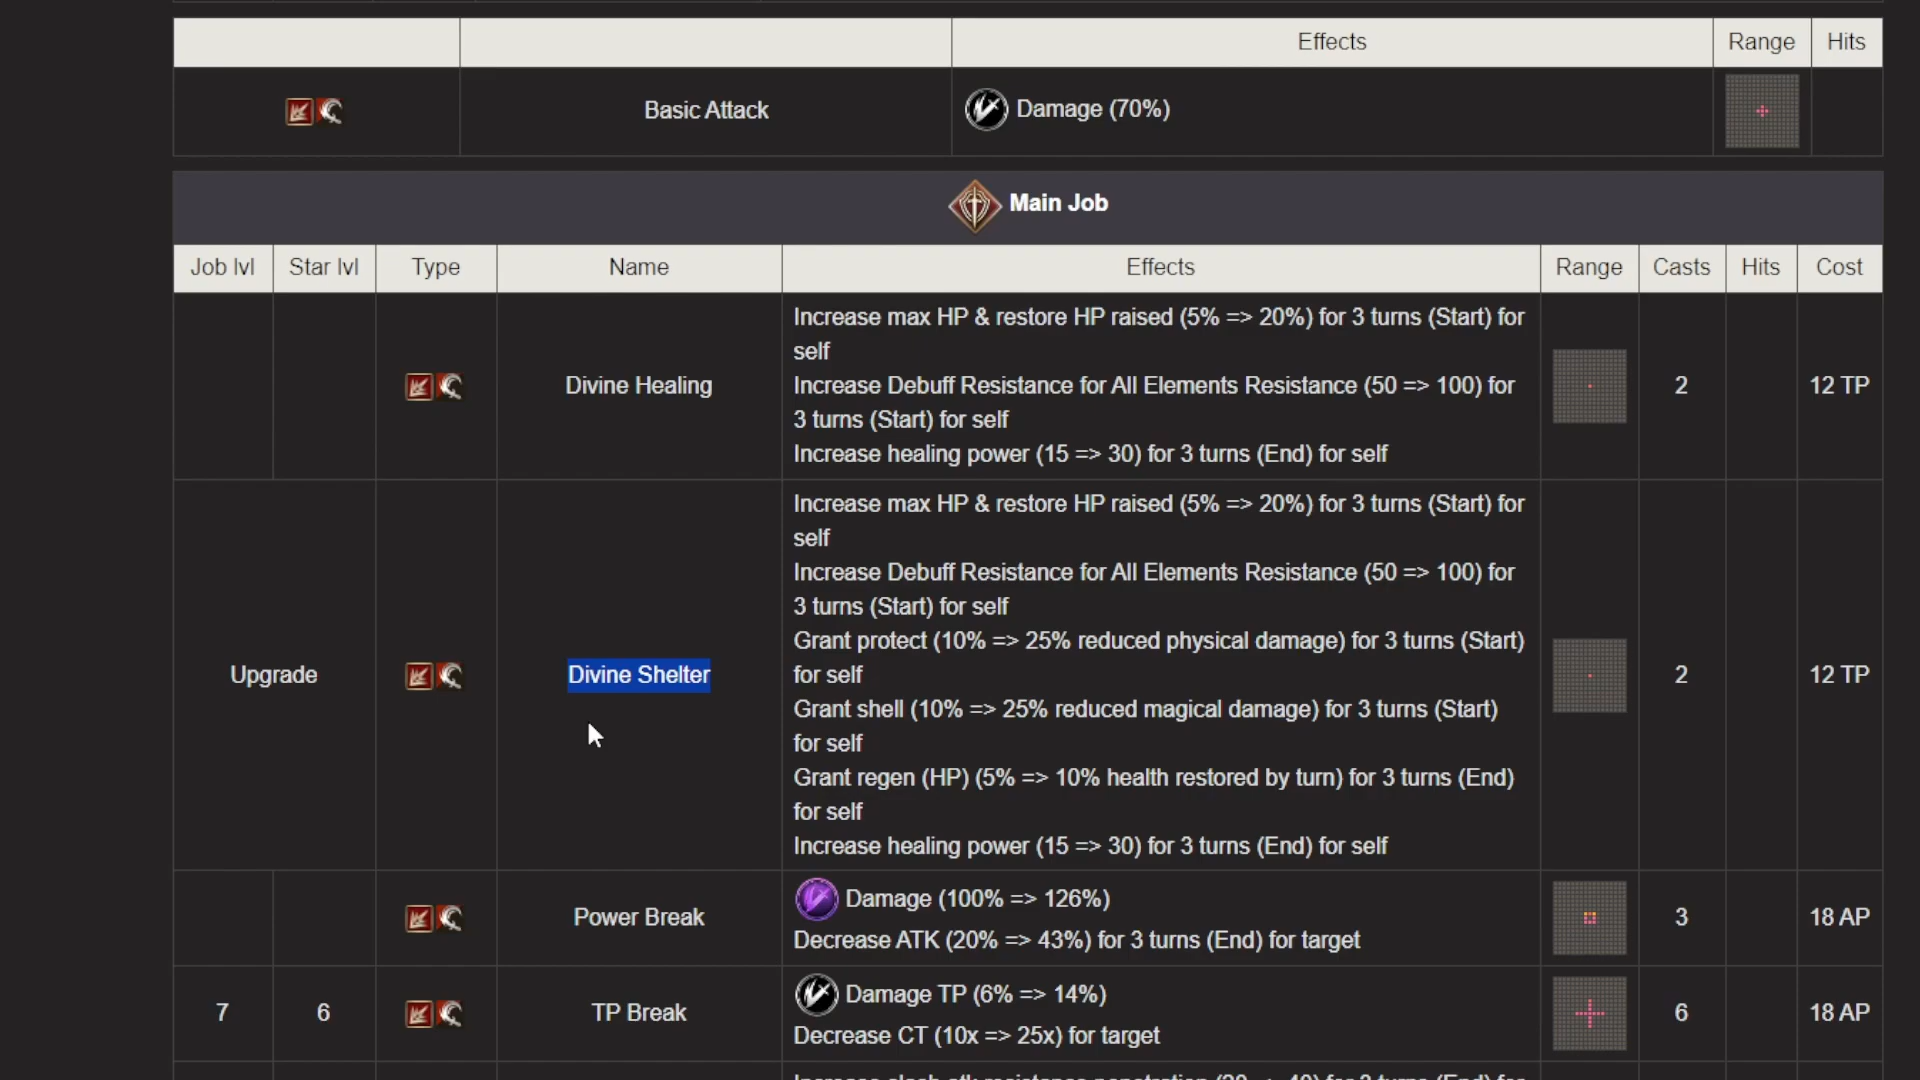 Effects Range Hits
Basic Attack Damage (70%)
Main Job
Job lvl Star lvl Type Name Effects Range Casts Hits Cost
Increase max HP & restore HP raised (5% => 20%) for 3 turns (Start) for
self
Increase Debuff Resistance for All Elements Resistance (50 => 100) for
Divine Healing 2 12 TP
3 turns (Start) for self
Increase healing power (15 => 30) for 3 turns (End) for self
Increase max HP & restore HP raised (5% => 20%) for 3 turns (Start) for
self
Increase Debuff Resistance for All Elements Resistance (50 => 100) for
3 turns (Start) for self
Grant protect (10% => 25% reduced physical damage) for 3 turns (Start)
Upgrade Divine Shelter for self 2 12 TP
Grant shell (10% => 25% reduced magical damage) for 3 turns (Start)
for self
Grant regen (HP) (5% => 10% health restored by turn) for 3 turns (End)
for self
Increase healing power (15 => 30) for 3 turns (End) for self
Damage (100% => 126%)
Power Break 3 18 AP
Decrease ATK (20% => 43%) for 3 turns (End) for target
Damage TP (6% => 14%)
7 6 TP Break 6 18 AP
Decrease CT (10x => 25x) for target